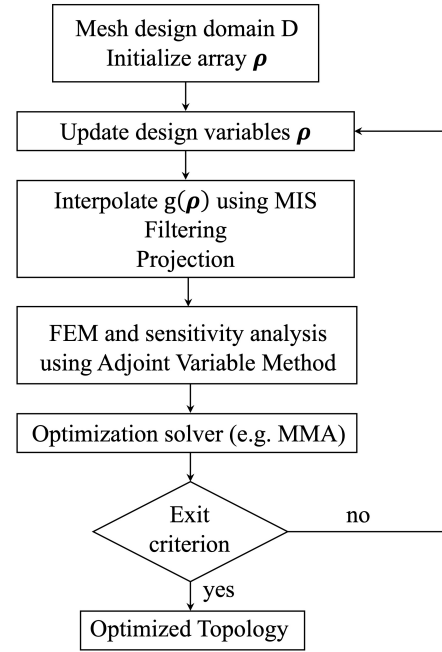 Mesh design domain D
Initialize array ρ
Update design variables ρ
Interpolate g(ρ) using MIS
Filtering
Projection
FEM and sensitivity analysis
using Adjoint Variable Method
Optimization solver (e.g. MMA)
Exit
criterion
no
yes
Optimized Topology